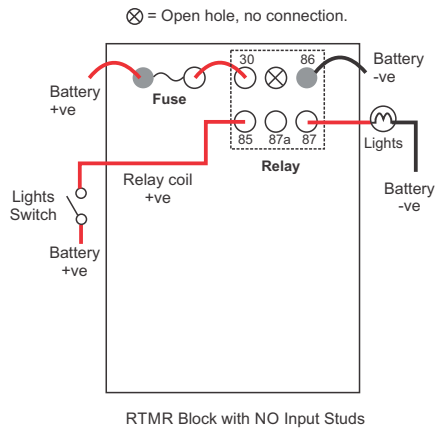 ⊗ = Open hole, no connection.
30
86
Battery
-ve
Battery
+ve
Fuse
85
87a
87
Lights
Relay
Relay coil
+ve
Battery
-ve
Lights
Switch
Battery
+ve
RTMR Block with NO Input Studs